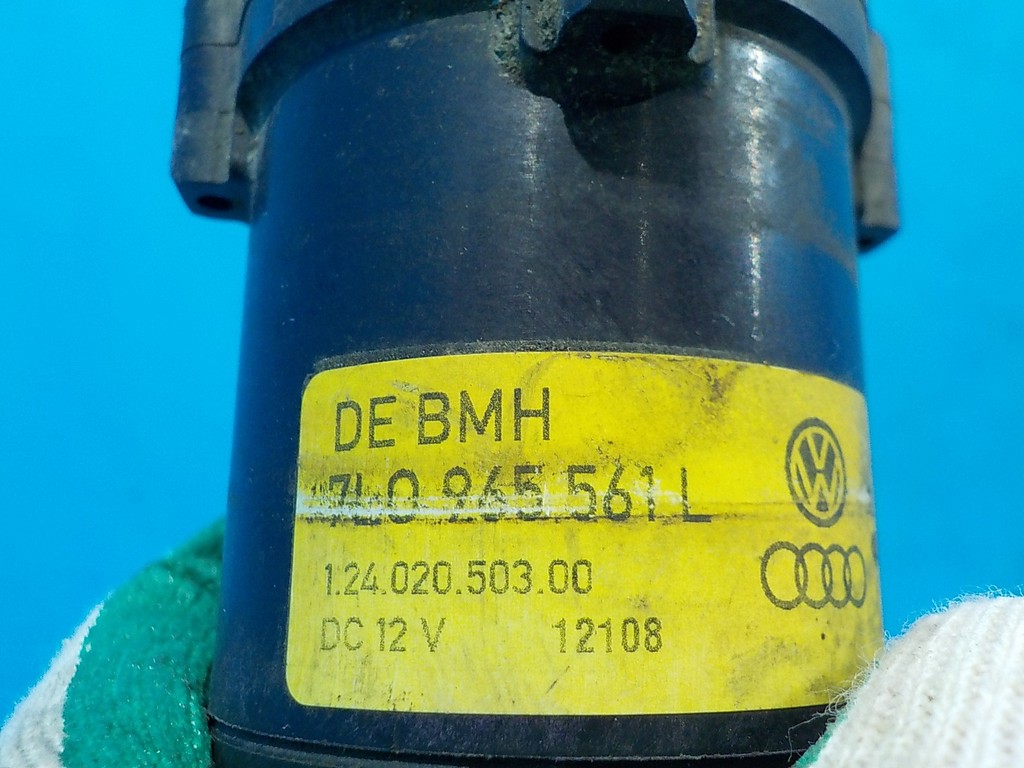 DE BMH
7L0 965 561 L
1.24.020.503.00
DC 12 V 12108